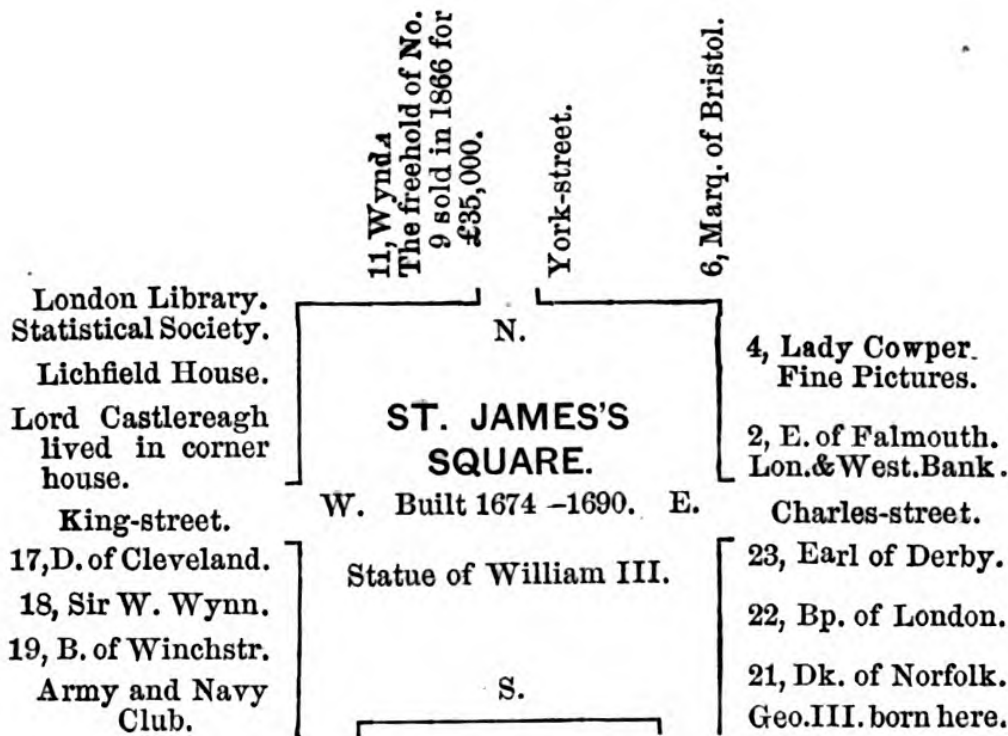 11, Wynd
The freehold of No.
9 sold in 1866 for
£35,000.
York-street.
6, Marq. of Bristol.
London Library.
Statistical Society.
Lichfield House.
Lord Castlereagh
lived in corner
house.
King-street.
17,D. of Cleveland.
18, Sir W. Wynn.
19, B. of Winchstr.
Army and Navy
Club.
N.
ST. JAMES'S
SQUARE.
W. Built 1674 –1690. E.
Statue of William III.
S.
4, Lady Cowper.
Fine Pictures.
2, E. of Falmouth.
Lon.&West.Bank.
Charles-street.
23, Earl of Derby.
22, Bp. of London.
21, Dk. of Norfolk.
Geo.III. born here.